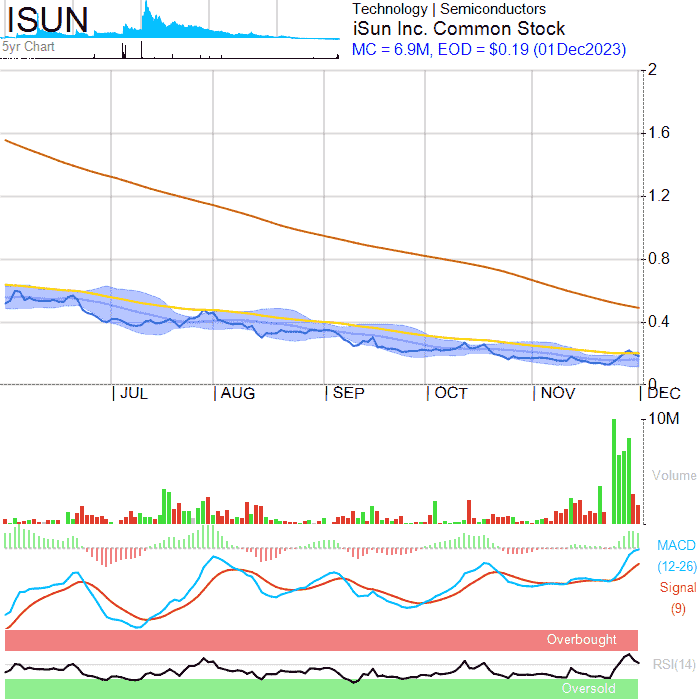 ISUN
5yr Chart
Technology | Semiconductors
iSun Inc. Common Stock
MC = 6.9M, EOD = $0.19 (01Dec2023)
2
1.6
1.2
0.8
0.4
0
| JUL | AUG | SEP | OCT | NOV | DEC
10M
Volume
MACD
(12-26)
Signal
(9)
Overbought
RSI(14)
Oversold